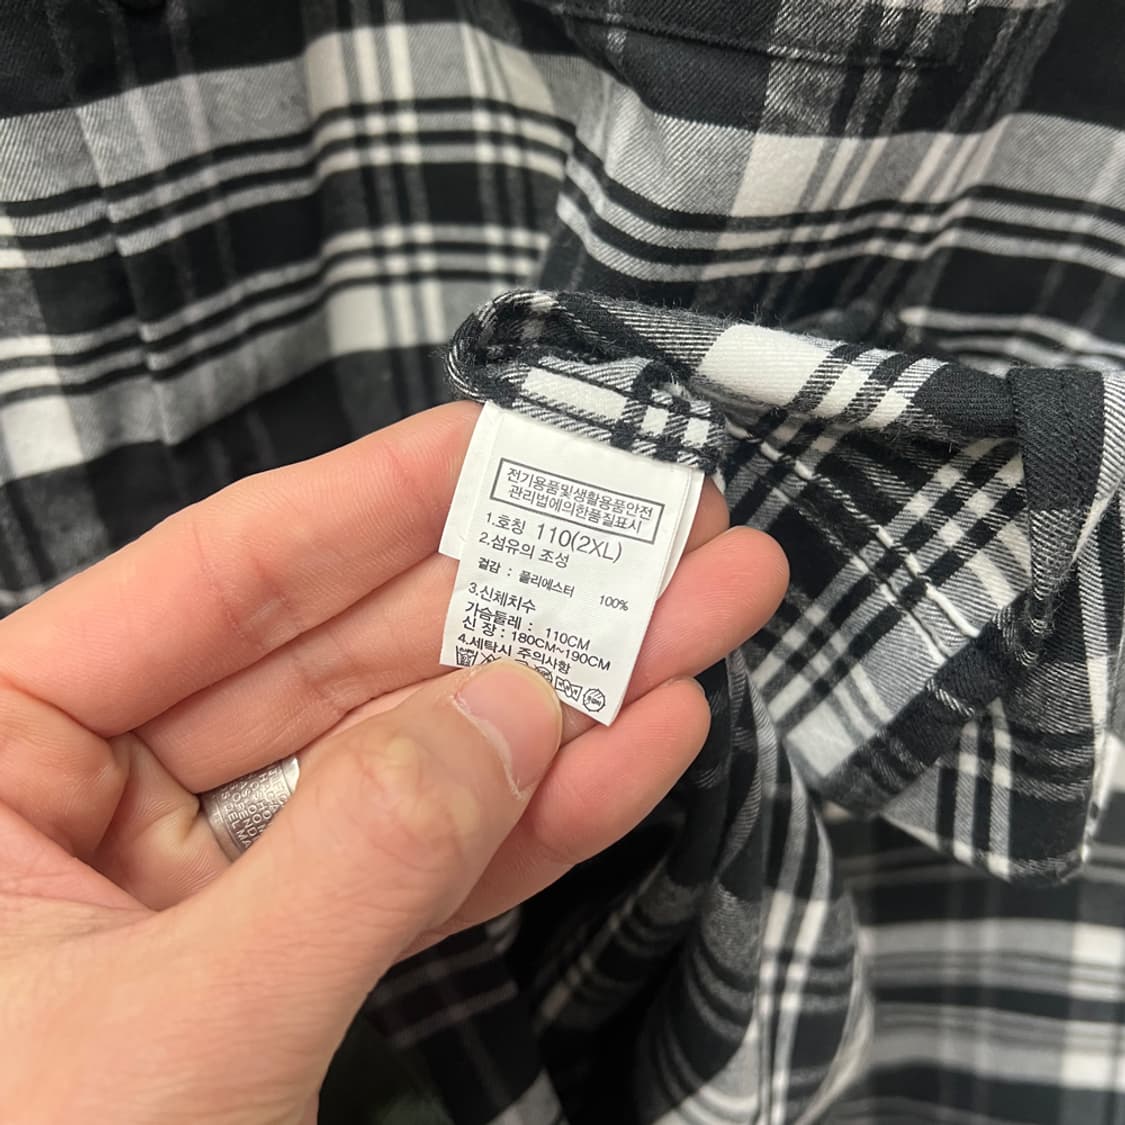 전기용품및생활용품안전
관리법에의한품질표시
1.호칭 110(2XL)
2.섬유의 조성
겉감 : 폴리에스터 100%
3.신체치수
가슴둘레 : 110CM
신 장 : 180CM~190CM
4.세탁시 주의사항